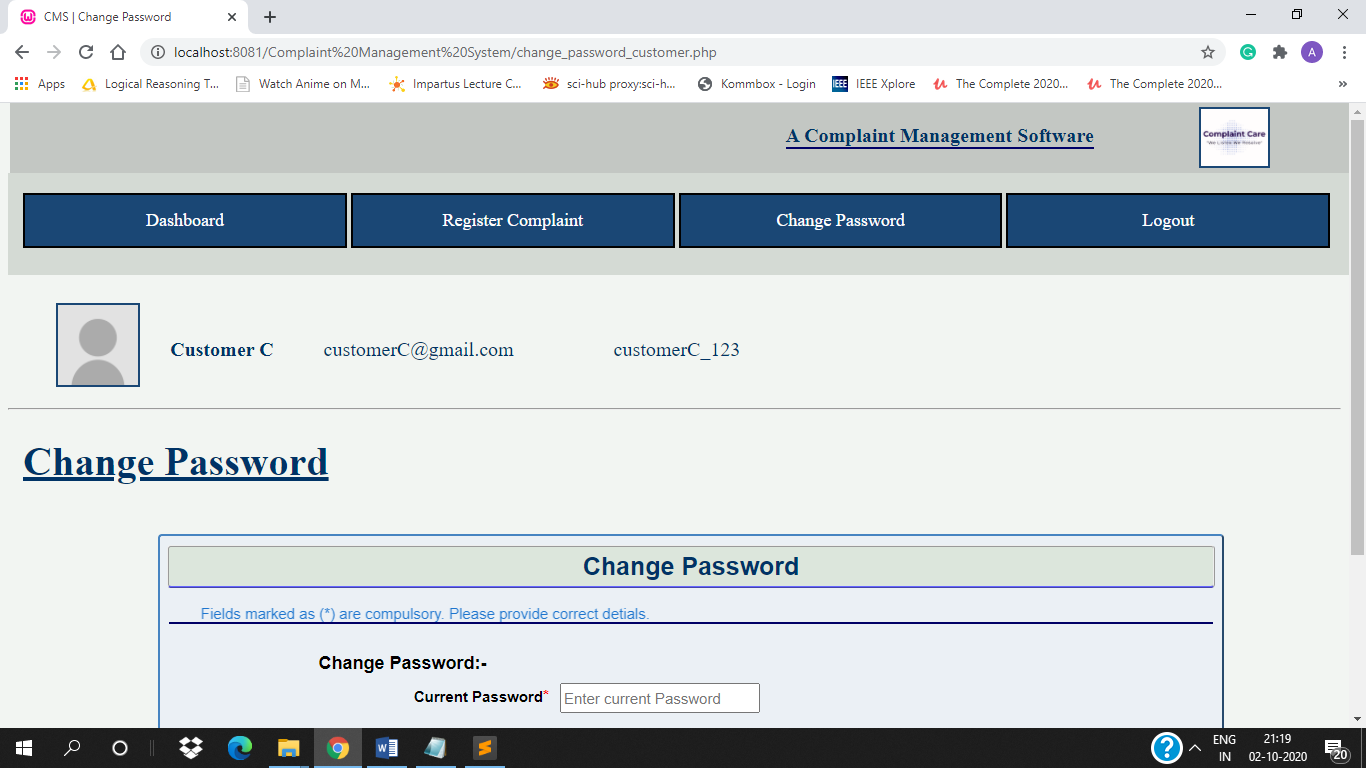 CMS | Change Password
localhost:8081/Complaint%20Management%20System/change_password_customer.php
A
Apps Logical Reasoning T... Watch Anime on M... Impartus Lecture C... sci-hub proxy:sci-h... Kommbox - Login IEEE IEEE Xplore The Complete 2020... The Complete 2020... »
A Complaint Management Software
Complaint Care
Dashboard Register Complaint Change Password Logout
Customer C customerC@gmail.com customerC_123
Change Password
Change Password
Fields marked as (*) are compulsory. Please provide correct detials.
Change Password:-
Current Password* Enter current Password
ENG 21:19
IN 02-10-2020 20